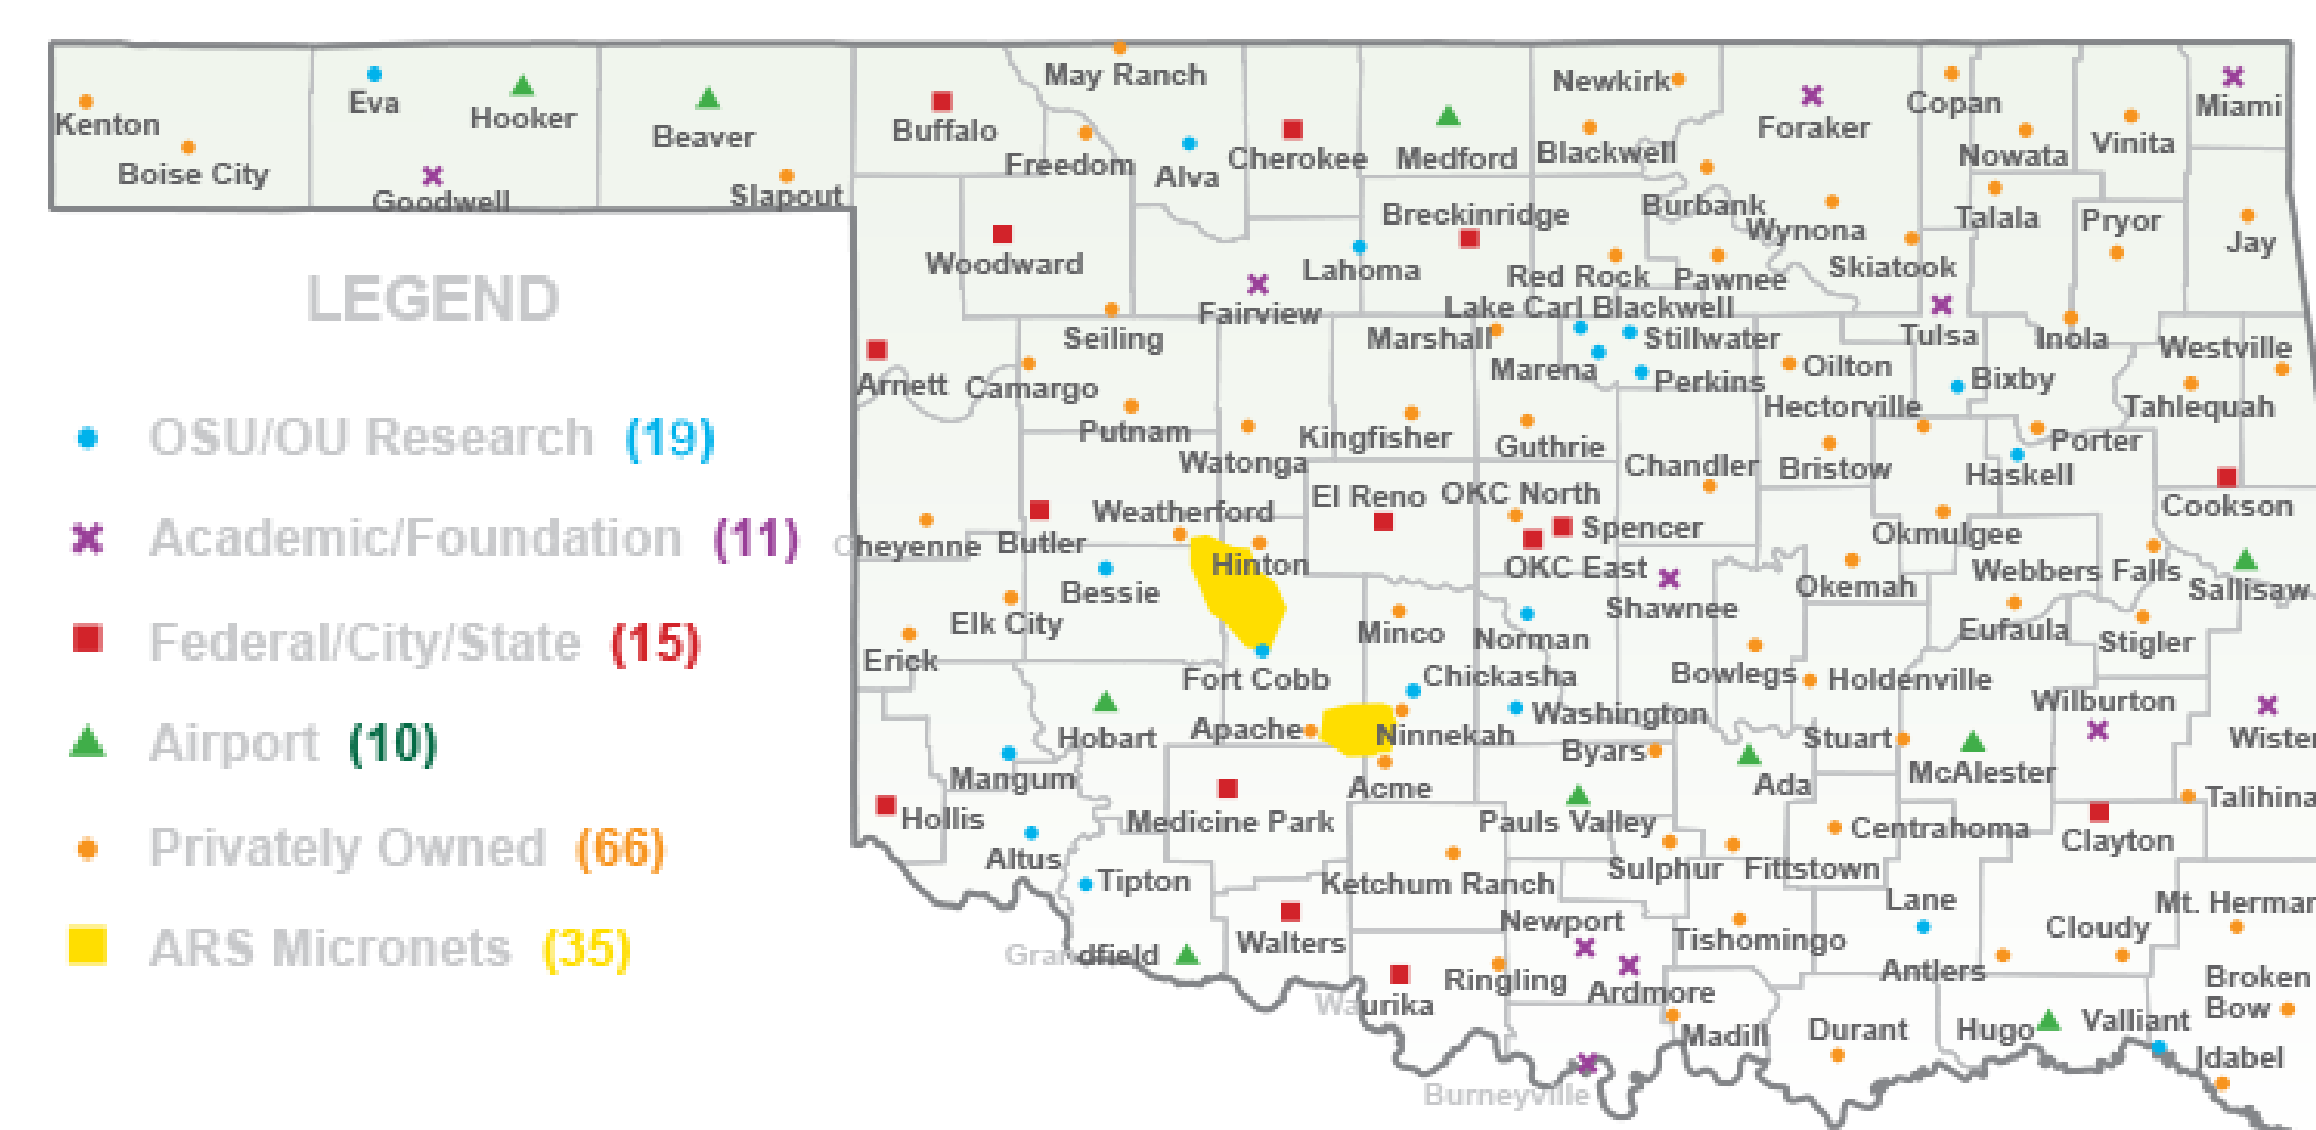 May Ranch
Newkirk
Kenton
Eva
Hooker
Beaver
Buffalo
Copan
Miami
Boise City
Freedom
Alva
Cherokee
Medford
Blackwell
Foraker
Nowata
Vinita
Goodwell
Slapout
Breckinridge
Burbank
Wynona
Talala
Pryor
Jay
Woodward
Lahoma
Red Rock
Pawnee
Skiatook
LEGEND
Fairview
Lake Carl Blackwell
Seiling
Marshall
Stillwater
Tulsa
Inola
Westville
Arnett
Camargo
Marena
Perkins
Oilton
Bixby
Putnam
Kingfisher
Guthrie
Hectorville
Tahlequah
OSU/OU Research (19)
Watonga
Chandler
Bristow
Porter
Haskell
El Reno
OKC North
Cookson
Weatherford
Spencer
Okmulgee
Academic/Foundation (11)
Cheyenne
Butler
Hinton
OKC East
Webbers Falls
Sallisaw
Bessie
Shawnee
Okemah
Elk City
Minco
Norman
Eufaula
Stigler
Federal/City/State (15)
Erick
Fort Cobb
Chickasha
Bowlegs
Holdenville
Wilburton
Hobart
Apache
Ninnekah
Washington
Byars
Stuart
Wister
Airport (10)
Mangum
Acme
Ada
McAlester
Talihina
Hollis
Medicine Park
Pauls Valley
Centrahoma
Clayton
Privately Owned (66)
Altus
Tipton
Ketchum Ranch
Sulphur
Fittstown
Lane
Mt. Herman
Newport
Cloudy
ARS Micronets (35)
Grandfield
Walters
Tishomingo
Antlers
Ringling
Ardmore
Broken
Bow
Waurika
Madill
Durant
Hugo
Valliant
Idabel
Burneyville